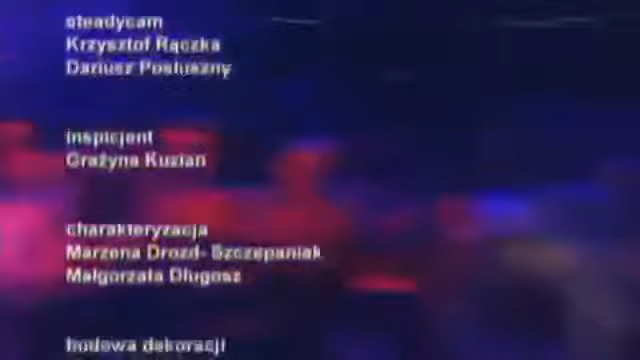 steadycam
Krzysztof Rączka
Dariusz Posłuszny
inspicjent
Grażyna Kuzian
charakteryzacja
Marzena Drozd- Szczepaniak
Małgorzata Długosz
budowa dekoracji